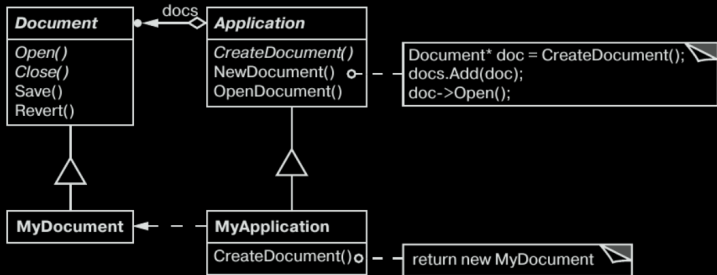 Document
docs
Application
Open()
Close()
Save()
Revert()
CreateDocument()
NewDocument()
OpenDocument()
Document* doc = CreateDocument();
docs.Add(doc);
doc->Open();
MyDocument
MyApplication
CreateDocument()
return new MyDocument